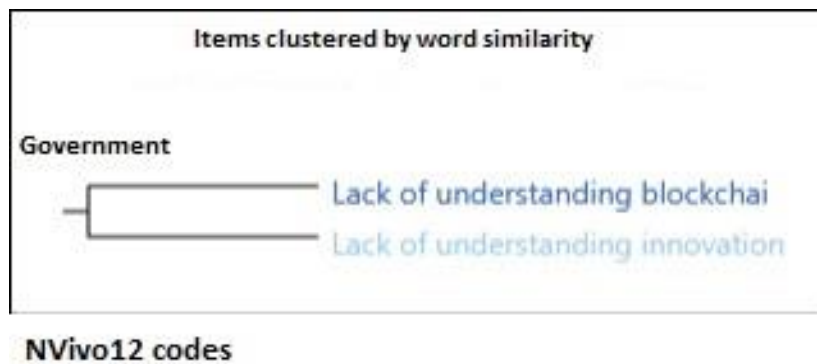 Items clustered by word similarity
Government
Lack of understanding blockchai
Lack of understanding innovation
NVivo12 codes